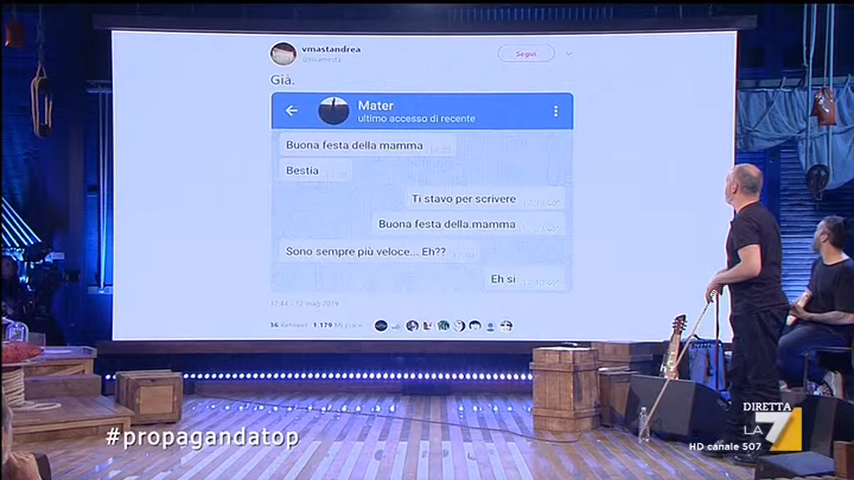 vmastandrea
Segui
Già.
Mater
ultimo accesso di recente
Buona festa della mamma
Bestia
Ti stavo per scrivere
Buona festa della.mamma
Sono sempre più veloce... Eh??
Eh si
17:44 - 12 mag 2019
36 Retweet 1.179 Mi piace
#propagandatop
DIRETTA
LA 7
HD canale 507